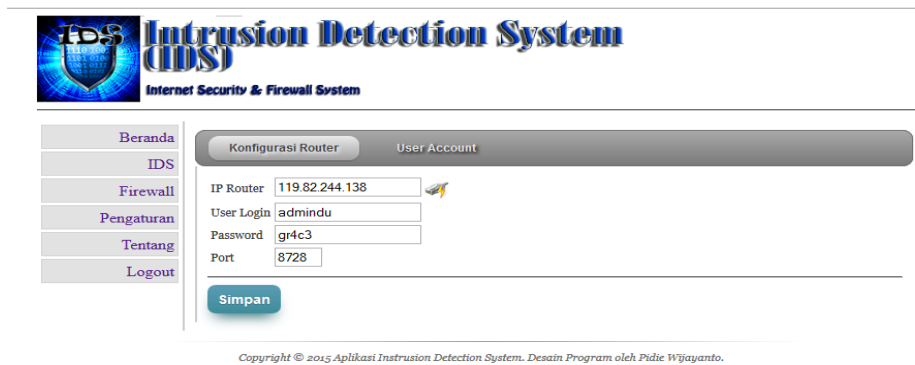 IDS
Intrusion Detection System
(IDS)
Internet Security & Firewall System
Beranda
IDS
Firewall
Pengaturan
Tentang
Logout
Konfigurasi Router User Account
IP Router 119.82.244.138
User Login admindu
Password gr4c3
Port 8728
Simpan
Copyright © 2015 Aplikasi Instrusion Detection System. Desain Program oleh Pidie Wijayanto.